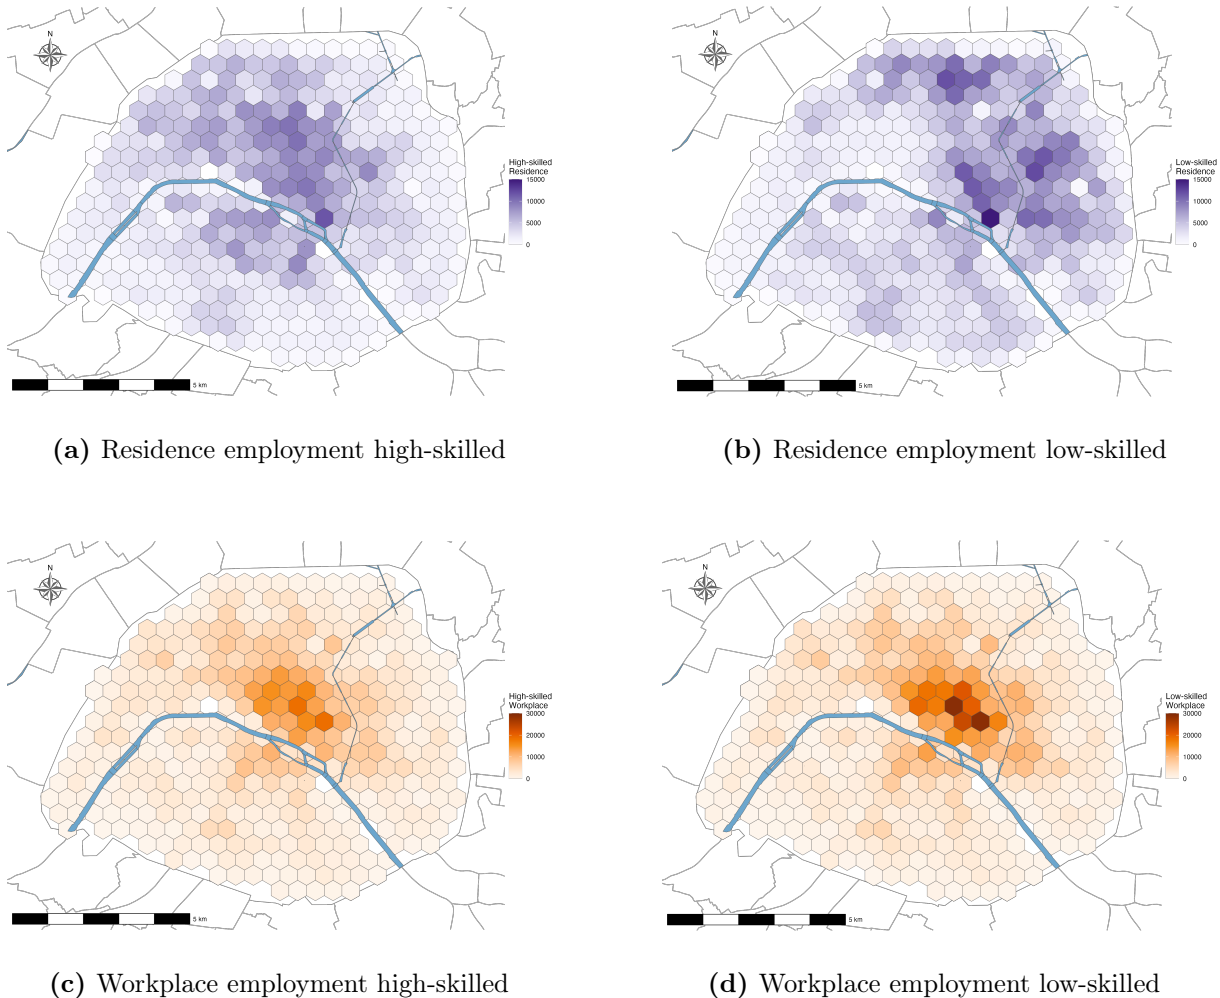 N
High-skilled
Residence
15000
10000
5000
0
5 km
(a) Residence employment high-skilled
N
Low-skilled
Residence
15000
10000
5000
0
5 km
(b) Residence employment low-skilled
N
High-skilled
Workplace
30000
20000
10000
0
5 km
(c) Workplace employment high-skilled
N
Low-skilled
Workplace
30000
20000
10000
0
5 km
(d) Workplace employment low-skilled